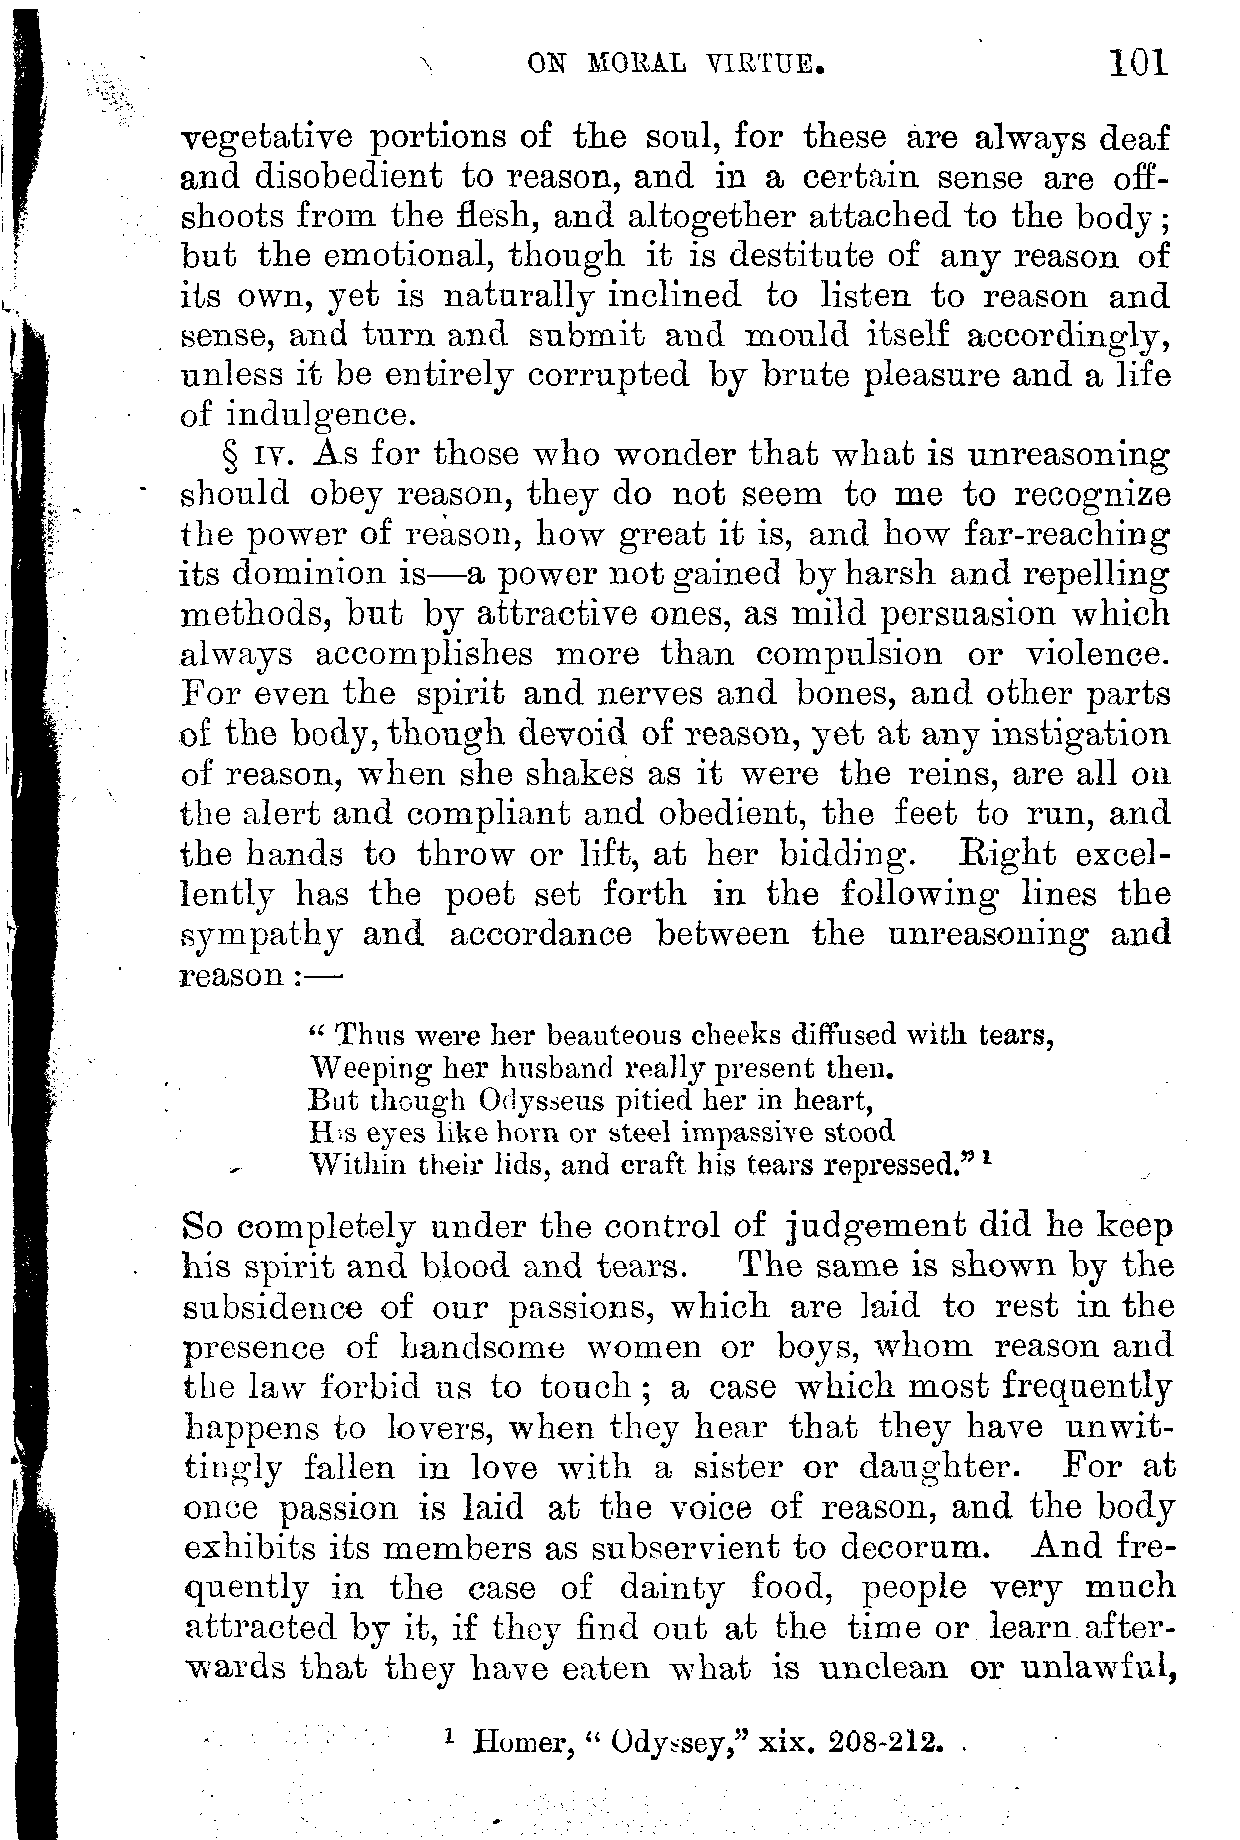 ON MORAL VIRTUE. 101
vegetative portions of the soul, for these are always deaf
and disobedient to reason, and in a certain sense are off-
shoots from the flesh, and altogether attached to the body;
but the emotional, though it is destitute of any reason of
its own, yet is naturally inclined to listen to reason and
sense, and turn and submit and mould itself accordingly,
unless it be entirely corrupted by brute pleasure and a life
of indulgence.
§ IV. As for those who wonder that what is unreasoning
should obey reason, they do not seem to me to recognize
the power of reason, how great it is, and how far-reaching
its dominion is—a power not gained by harsh and repelling
methods, but by attractive ones, as mild persuasion which
always accomplishes more than compulsion or violence.
For even the spirit and nerves and bones, and other parts
of the body, though devoid of reason, yet at any instigation
of reason, when she shakes as it were the reins, are all on
the alert and compliant and obedient, the feet to run, and
the hands to throw or lift, at her bidding. Right excel-
lently has the poet set forth in the following lines the
sympathy and accordance between the unreasoning and
reason:—
“Thus were her beauteous cheeks diffused with tears,
Weeping her husband really present then.
But though Odysseus pitied her in heart,
His eyes like horn or steel impassive stood
Within their lids, and craft his tears repressed.” 1
So completely under the control of judgement did he keep
his spirit and blood and tears. The same is shown by the
subsidence of our passions, which are laid to rest in the
presence of handsome women or boys, whom reason and
the law forbid us to touch; a case which most frequently
happens to lovers, when they hear that they have unwit-
tingly fallen in love with a sister or daughter. For at
once passion is laid at the voice of reason, and the body
exhibits its members as subservient to decorum. And fre-
quently in the case of dainty food, people very much
attracted by it, if they find out at the time or learn after-
wards that they have eaten what is unclean or unlawful,
1 Homer, “Odyssey,” xix. 208-212.